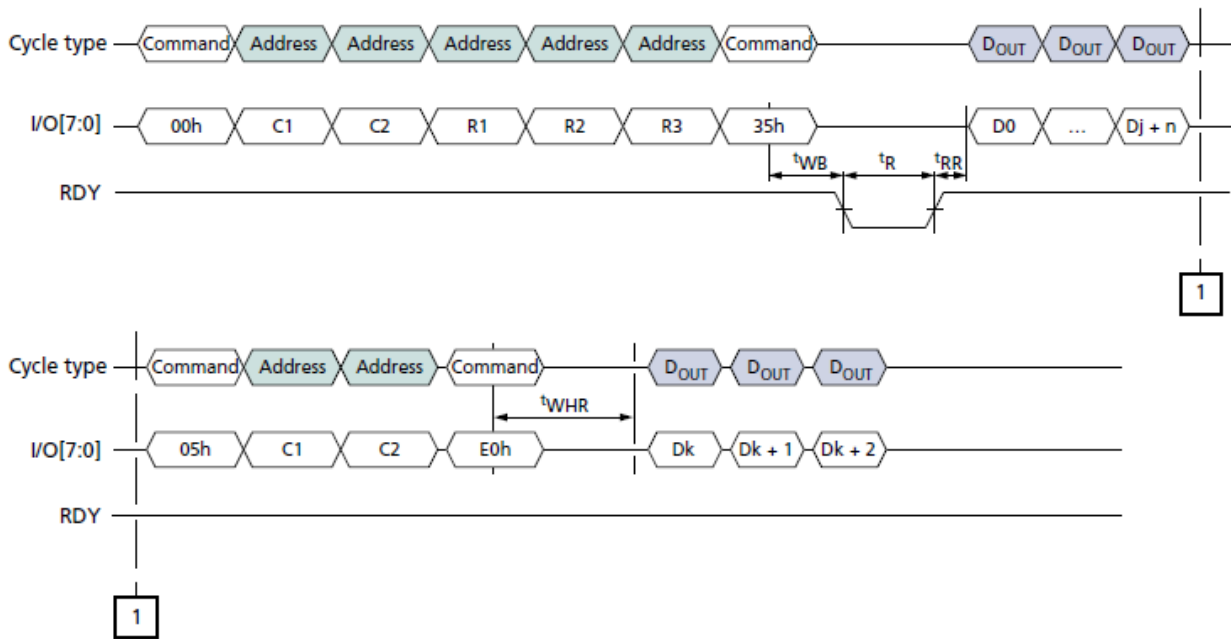 Cycle type Command Address Address Address Address Address Command DOUT DOUT DOUT
I/O[7:0] 00h C1 C2 R1 R2 R3 35h D0 ... Dj + n
tWB tR tRR
RDY
1
Cycle type Command Address Address Command DOUT DOUT DOUT
tWHR
I/O[7:0] 05h C1 C2 E0h Dk Dk + 1 Dk + 2
RDY
1